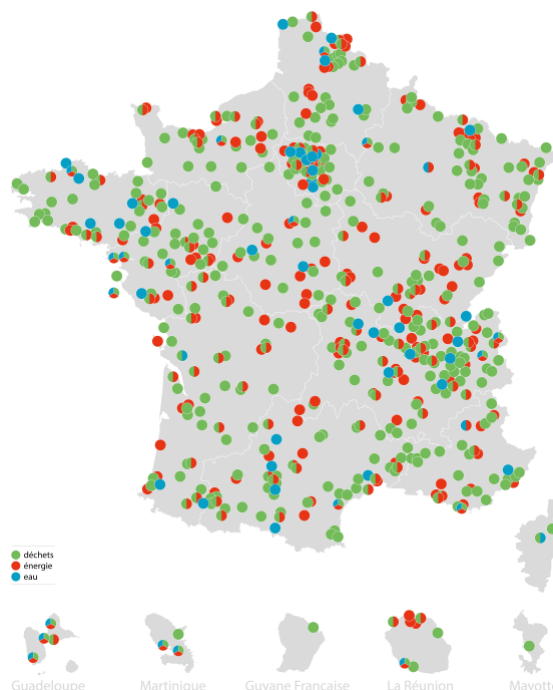 déchets
énergie
eau
Guadeloupe
Martinique
Guyane Française
La Réunion
Mayotte